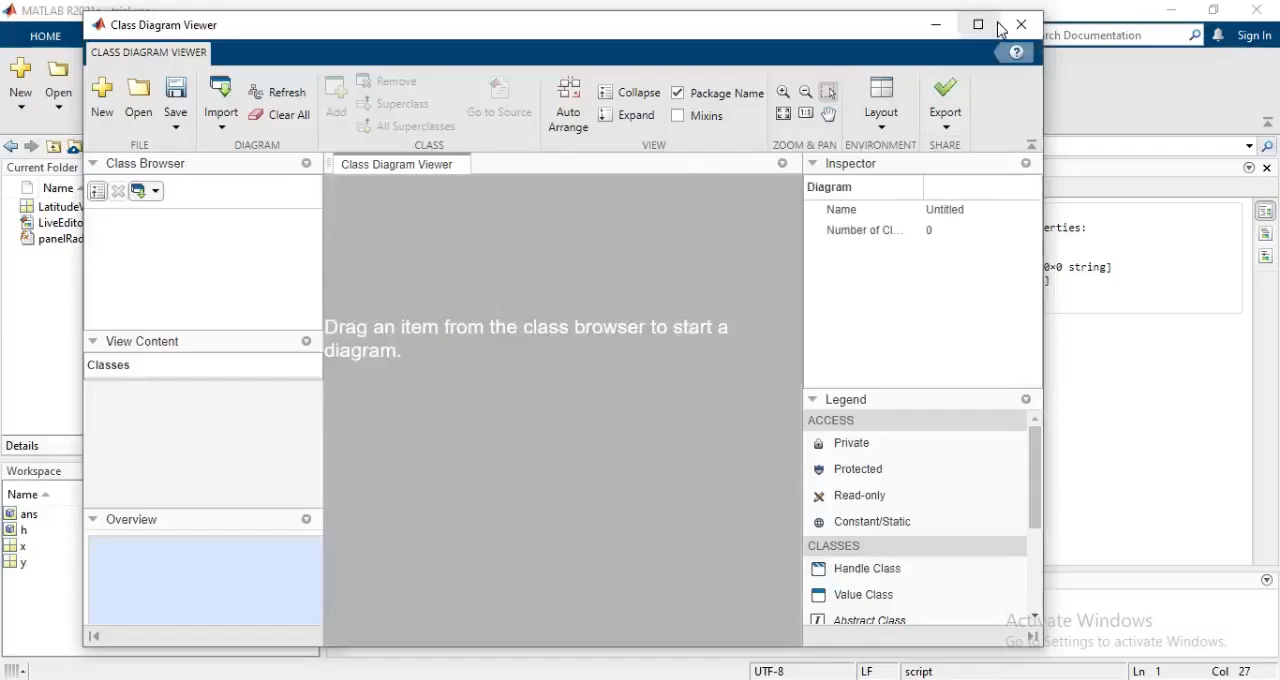 MATLAB R2021a - trial use
Class Diagram Viewer
HOME
CLASS DIAGRAM VIEWER
rch Documentation
Sign In
New
Open
New
Open
Save
Import
Refresh
Clear All
Add
Remove
Superclass
All Superclasses
Go to Source
Auto
Arrange
Collapse
Expand
Package Name
Mixins
Layout
Export
FILE
DIAGRAM
CLASS
VIEW
ZOOM & PAN
ENVIRONMENT
SHARE
Current Folder
Class Browser
Class Diagram Viewer
Inspector
Name
Latitude
LiveEdito
panelRad
Diagram
Name
Untitled
Number of Cl...
0
erties:
0×0 string]
]
Drag an item from the class browser to start a
diagram.
View Content
Classes
Legend
ACCESS
Private
Protected
Read-only
Constant/Static
CLASSES
Handle Class
Value Class
Abstract Class
Details
Workspace
Name
ans
h
x
y
Overview
Activate Windows
Go to Settings to activate Windows.
UTF-8
LF
script
Ln 1
Col 27